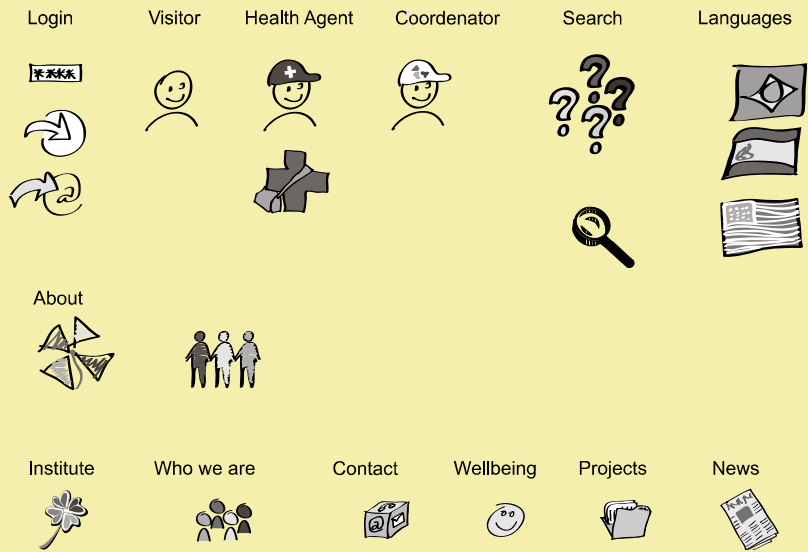 Login Visitor Health Agent Coordenator Search Languages
****
@
About
Institute Who we are Contact Wellbeing Projects News
@